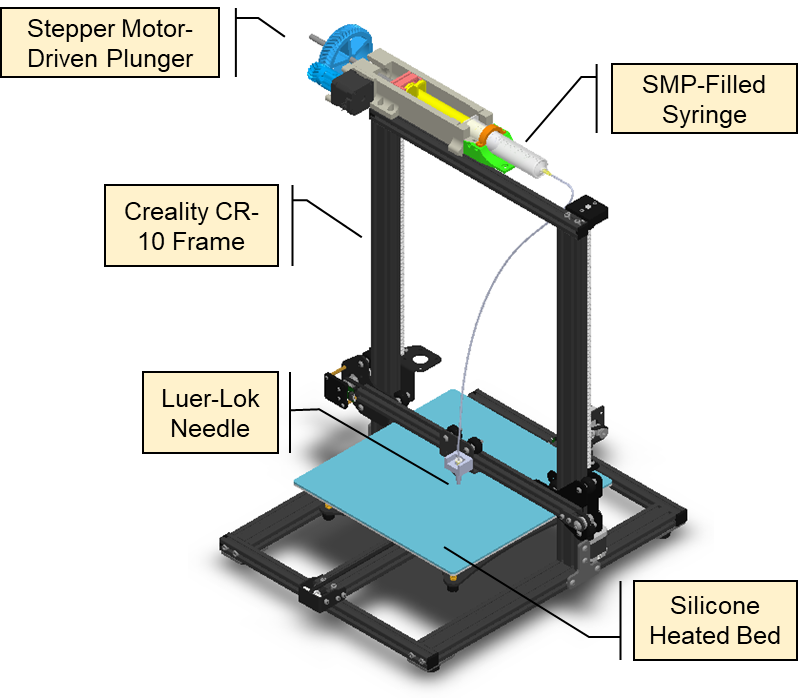 Stepper Motor-
Driven Plunger
SMP-Filled
Syringe
Creality CR-
10 Frame
Luer-Lok
Needle
Silicone
Heated Bed